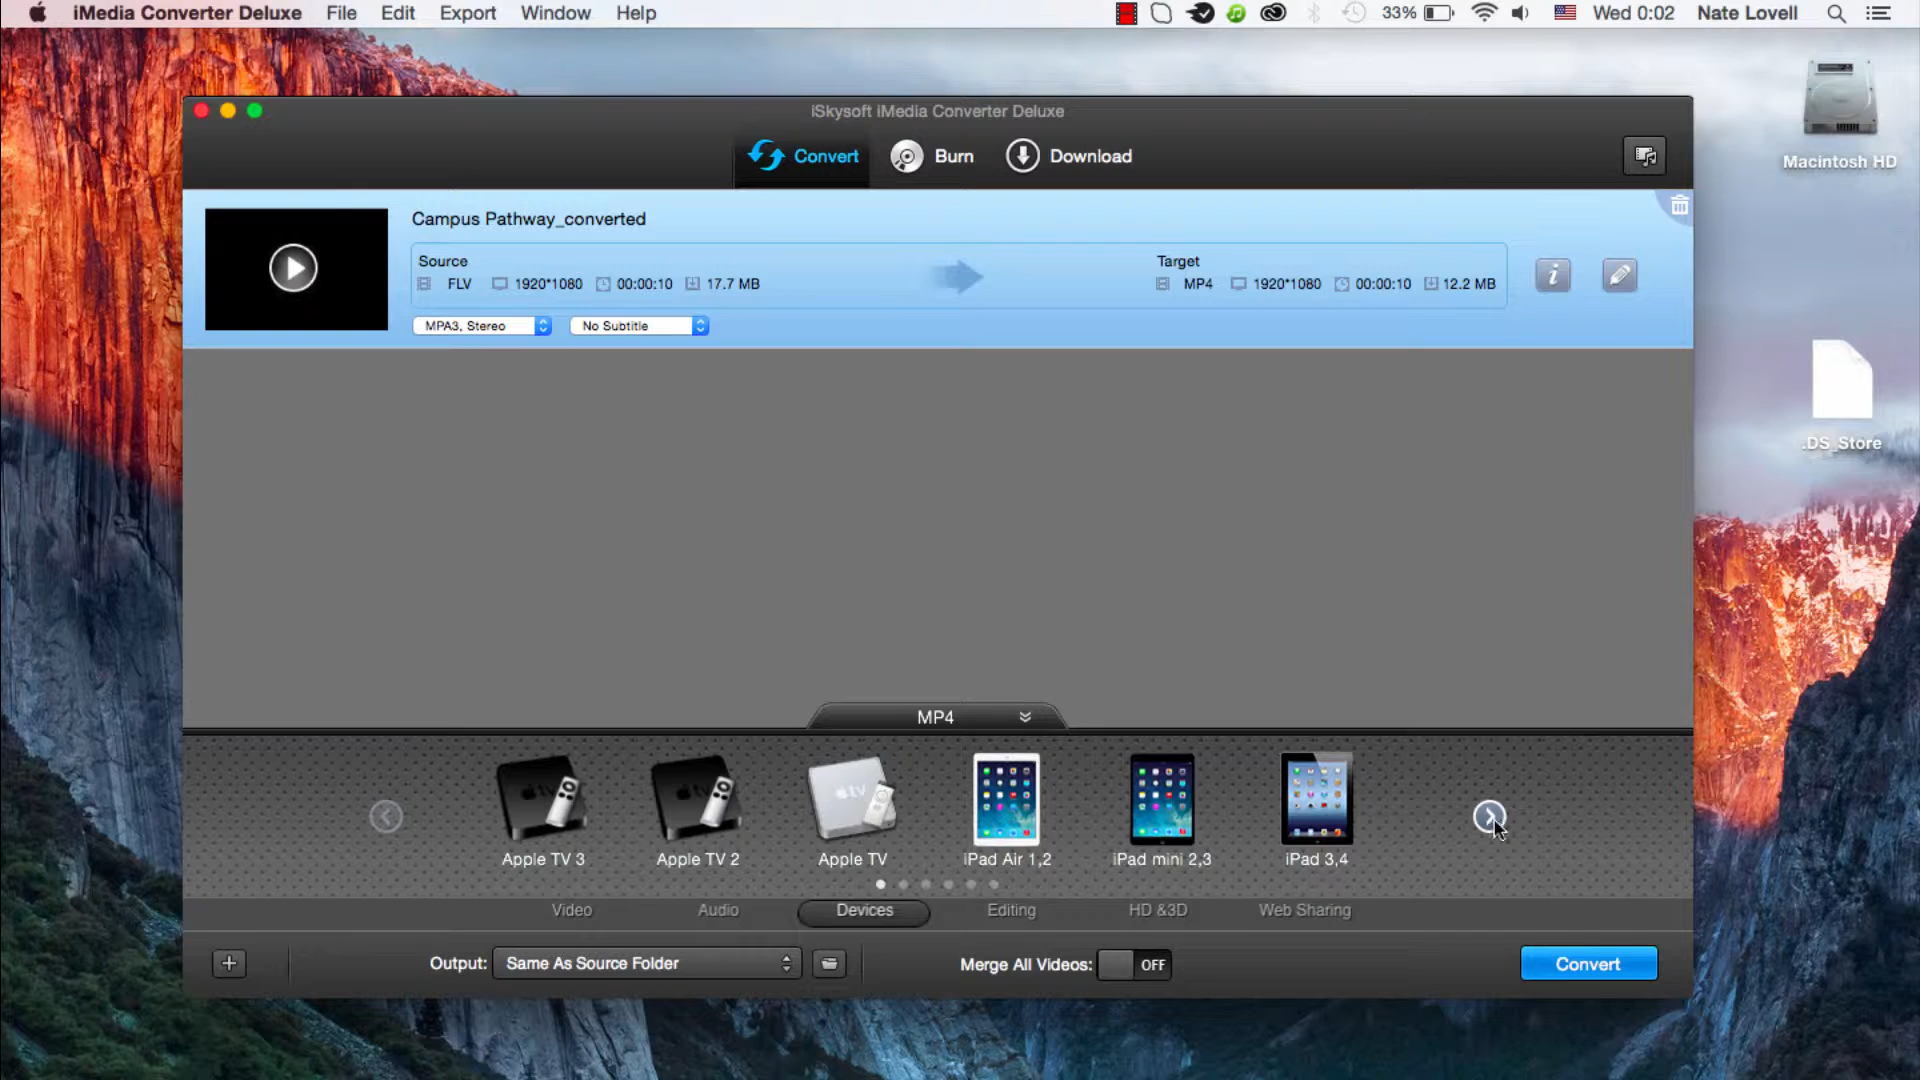 iMedia Converter Deluxe File Edit Export Window Help 33% Wed 0:02 Nate Lovell
Macintosh HD
.DS_Store
iSkysoft iMedia Converter Deluxe
Convert Burn Download
Campus Pathway_converted
Source Target
FLV 1920*1080 00:00:10 17.7 MB MP4 1920*1080 00:00:10 12.2 MB
MPA3, Stereo No Subtitle
MP4
Apple TV 3 Apple TV 2 Apple TV iPad Air 1,2 iPad mini 2,3 iPad 3,4
Video Audio Devices Editing HD &3D Web Sharing
Output: Same As Source Folder Merge All Videos: OFF Convert